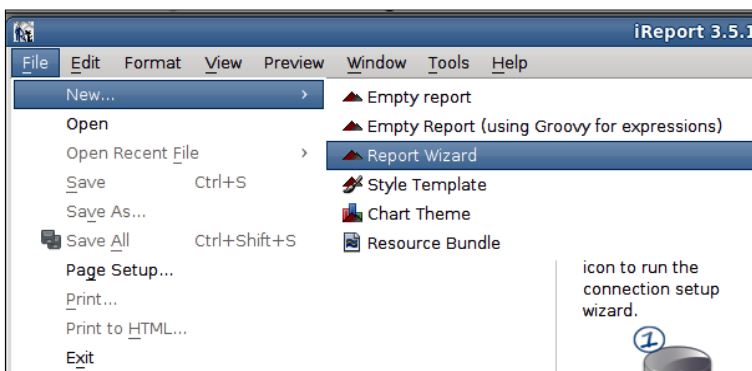 iReport 3.5.1
File Edit Format View Preview Window Tools Help
New...
Open
Open Recent File
Save Ctrl+S
Save As...
Save All Ctrl+Shift+S
Page Setup...
Print...
Print to HTML...
Exit
Empty report
Empty Report (using Groovy for expressions)
Report Wizard
Style Template
Chart Theme
Resource Bundle
icon to run the
connection setup
wizard.
1